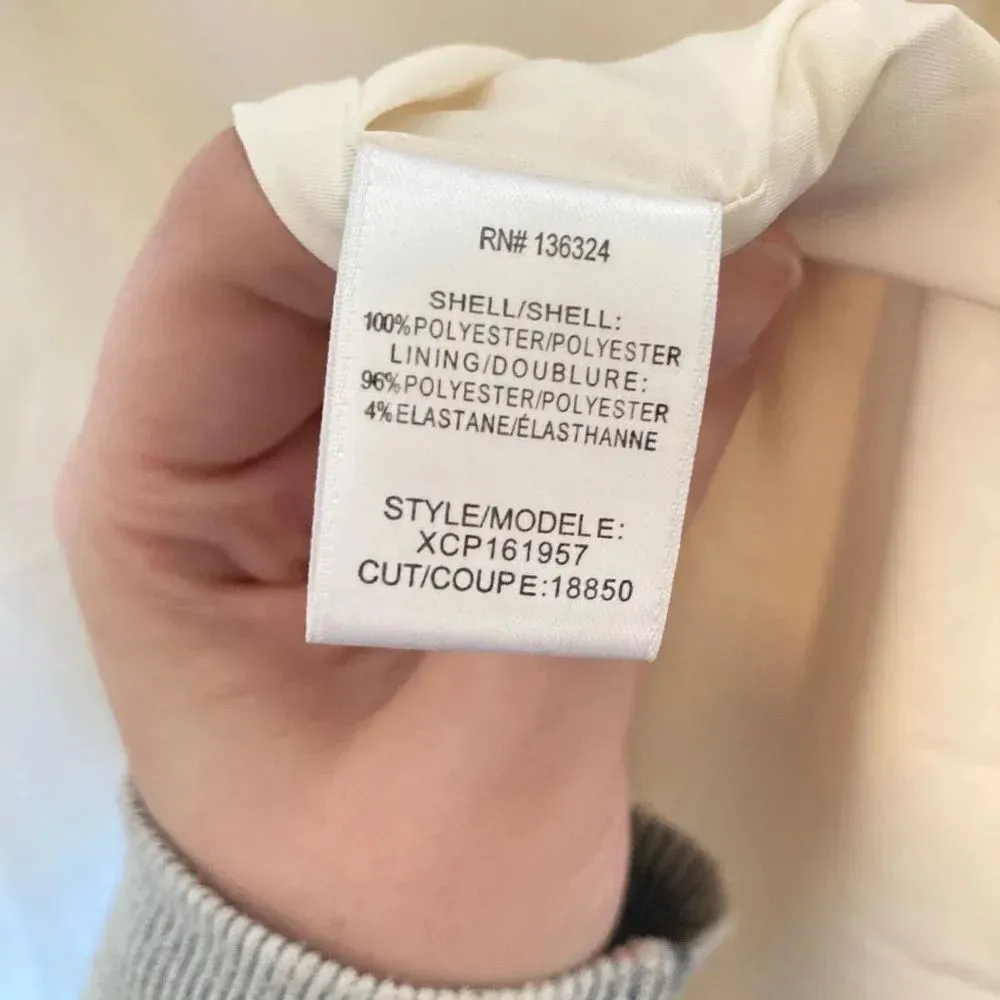 RN# 136324
SHELL/SHELL:
100%POLYESTER/POLYESTER
LINING/DOUBLURE:
96%POLYESTER/POLYESTER
4%ELASTANE/ÉLASTHANNE
STYLE/MODELE:
XCP161957
CUT/COUPE:18850